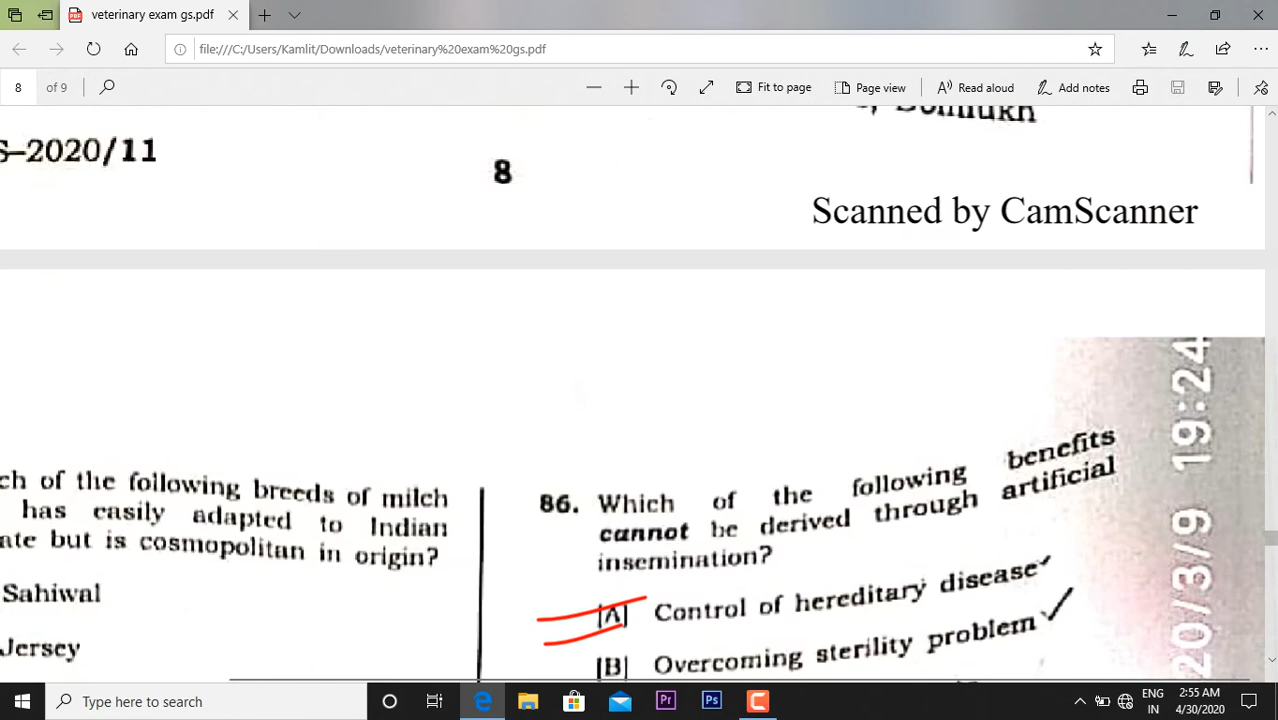 veterinary exam gs.pdf
file:///C:/Users/Kamlit/Downloads/veterinary%20exam%20gs.pdf
8 of 9
Fit to page
Page view
Read aloud
Add notes
S—2020/11
8
Scanned by CamScanner
20/3/9 19:24
ch of the following breeds of milch
has easily adapted to Indian
ate but is cosmopolitan in origin?
Sahiwal
Jersey
86. Which of the following benefits
cannot be derived through artificial
insemination?
[A] Control of hereditary disease
[B] Overcoming sterility problem
Type here to search
Pr
Ps
ENG
IN
2:55 AM
4/30/2020